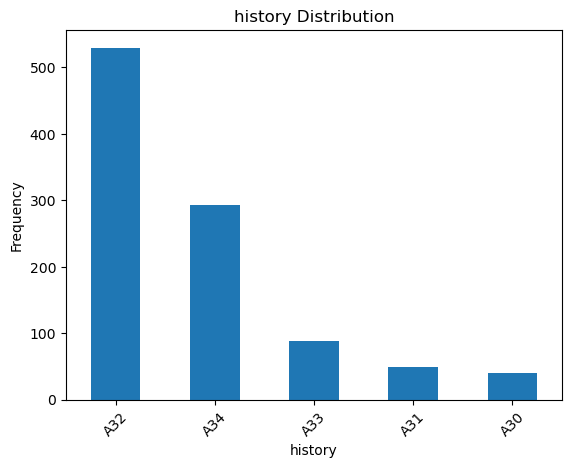 history Distribution
Frequency
500
400
300
200
100
0
A32
A34
A33
A31
A30
history